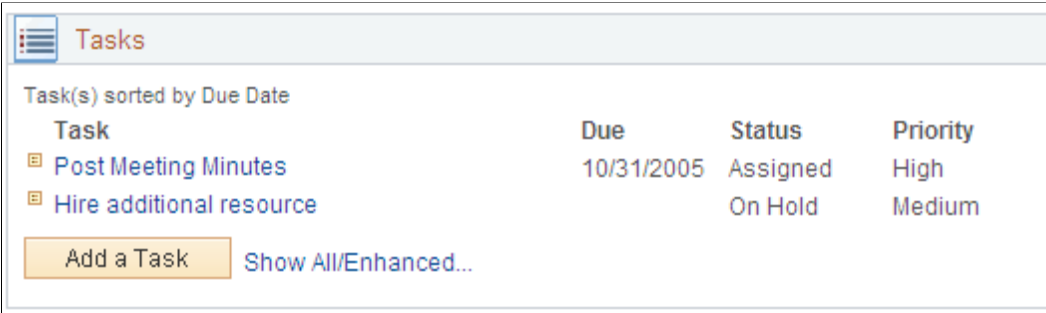 Tasks
Task(s) sorted by Due Date
Task Due Status Priority
Post Meeting Minutes 10/31/2005 Assigned High
Hire additional resource On Hold Medium
Add a Task Show All/Enhanced...